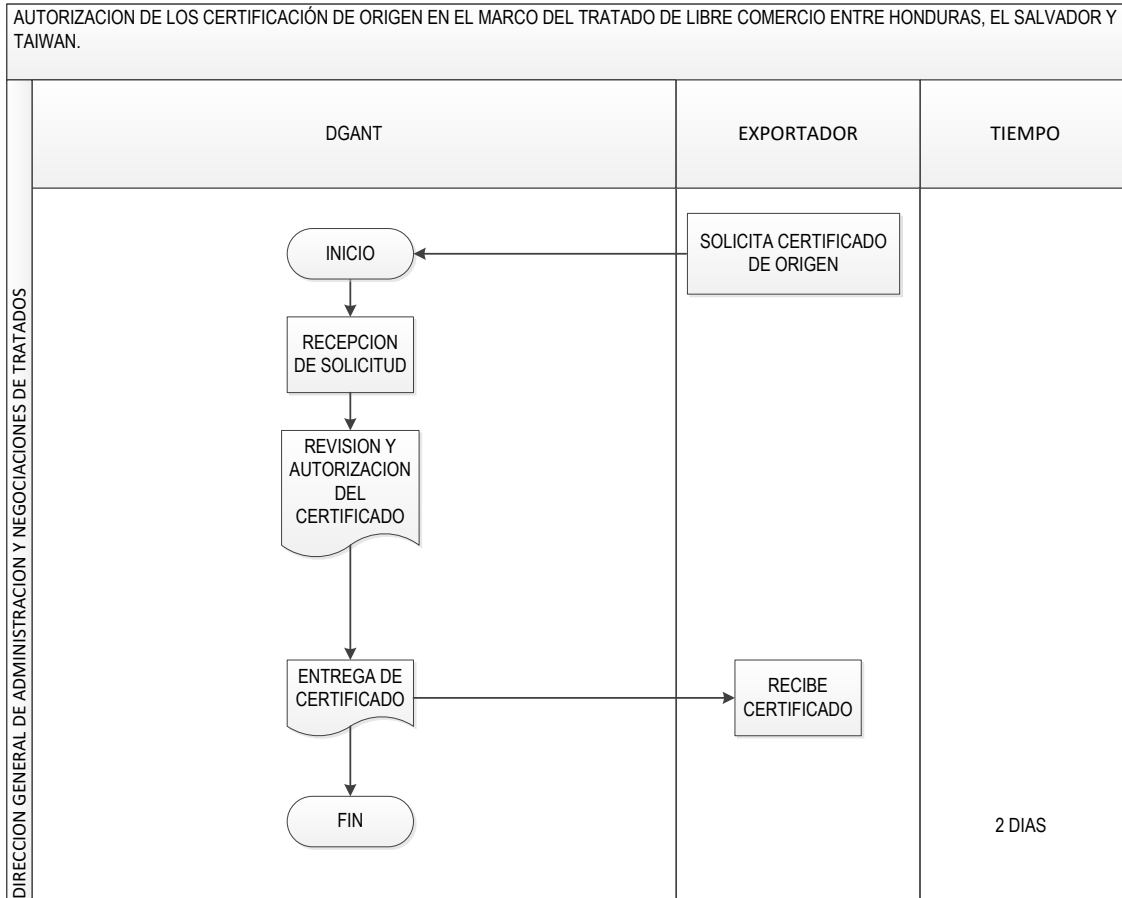 AUTORIZACION DE LOS CERTIFICACIÓN DE ORIGEN EN EL MARCO DEL TRATADO DE LIBRE COMERCIO ENTRE HONDURAS, EL SALVADOR Y
TAIWAN.
DIRECCION GENERAL DE ADMINISTRACION Y NEGOCIACIONES DE TRATADOS
DGANT
EXPORTADOR
TIEMPO
SOLICITA CERTIFICADO
DE ORIGEN
INICIO
RECEPCION
DE SOLICITUD
REVISION Y
AUTORIZACION
DEL
CERTIFICADO
ENTREGA DE
CERTIFICADO
RECIBE
CERTIFICADO
FIN
2 DIAS